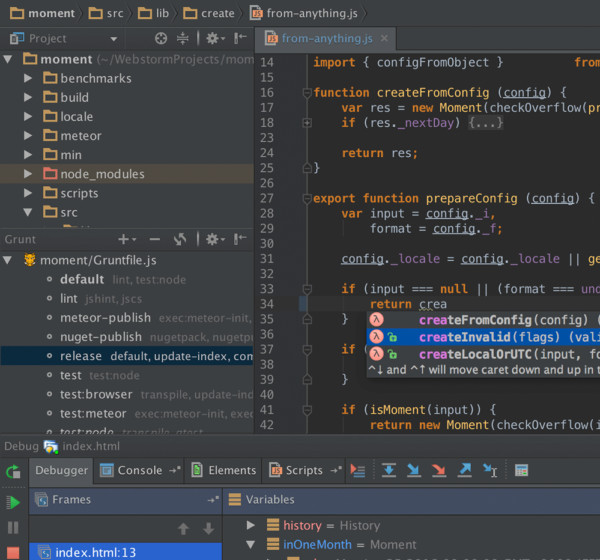 moment src lib create from-anything.js
Project
from-anything.js ×
moment (~/WebstormProjects/mom
benchmarks
build
locale
meteor
min
node_modules
scripts
src
Grunt
moment/Gruntfile.js
default lint, test:node
lint jshint, jscs
meteor-publish exec:meteor-init,
nuget-publish nugetpack, nugetpu
release default, update-index, con
test test:node
test:browser transpile, update-ind
test:meteor exec:meteor-init, exe
test:node transpile, qtest
14 import { configFromObject } from
15
16 function createFromConfig (config) {
17 var res = new Moment(checkOverflow(pr
18 if (res._nextDay) {...}
23
24 return res;
25 }
26
27 export function prepareConfig (config) {
28 var input = config._i,
29 format = config._f;
30
31 config._locale = config._locale || ge
32
33 if (input === null || (format === und
34 return crea
35 }
createFromConfig(config) (
createInvalid(flags) (vali
createLocalOrUTC(input, fo
^↓ and ^↑ will move caret down and up in t
37 if (
39 }
40
41 if (isMoment(input)) {
42 return new Moment(checkOverflow(i
Debug index.html
Debugger Console Elements Scripts
Frames
Variables
index.html:13
history = History
inOneMonth = Moment